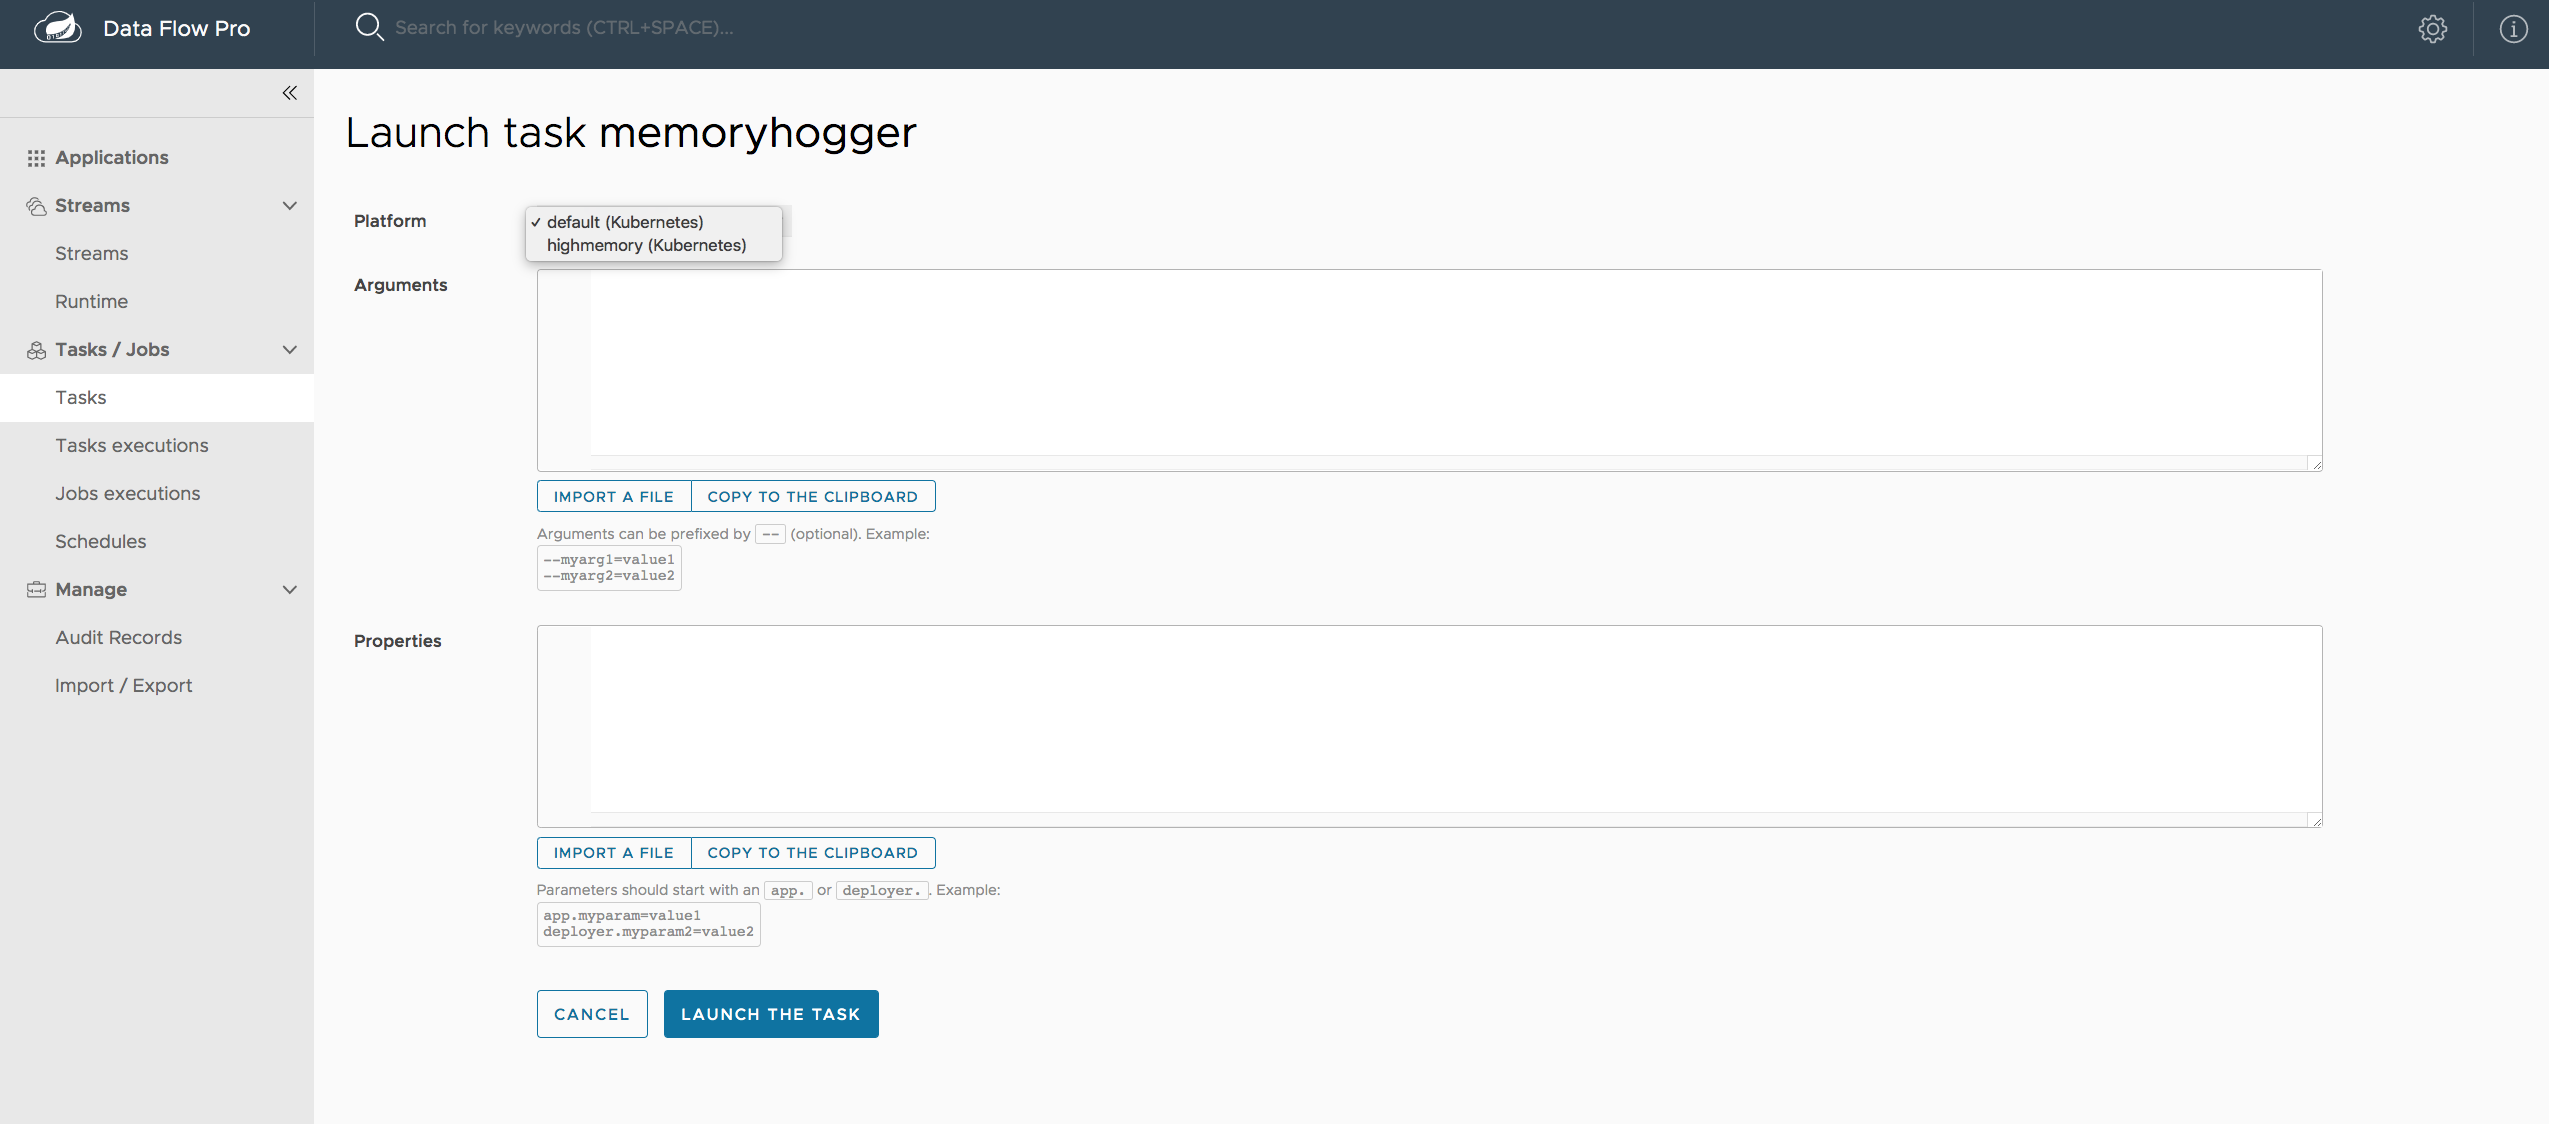 Data Flow Pro
Search for keywords (CTRL+SPACE)...
Applications
Streams
Streams
Runtime
Tasks / Jobs
Tasks
Tasks executions
Jobs executions
Schedules
Manage
Audit Records
Import / Export
Launch task memoryhogger
Platform
✓ default (Kubernetes)
highmemory (Kubernetes)
Arguments
IMPORT A FILE COPY TO THE CLIPBOARD
Arguments can be prefixed by -- (optional). Example:
--myarg1=value1
--myarg2=value2
Properties
IMPORT A FILE COPY TO THE CLIPBOARD
Parameters should start with an app. or deployer. . Example:
app.myparam=value1
deployer.myparam2=value2
CANCEL LAUNCH THE TASK